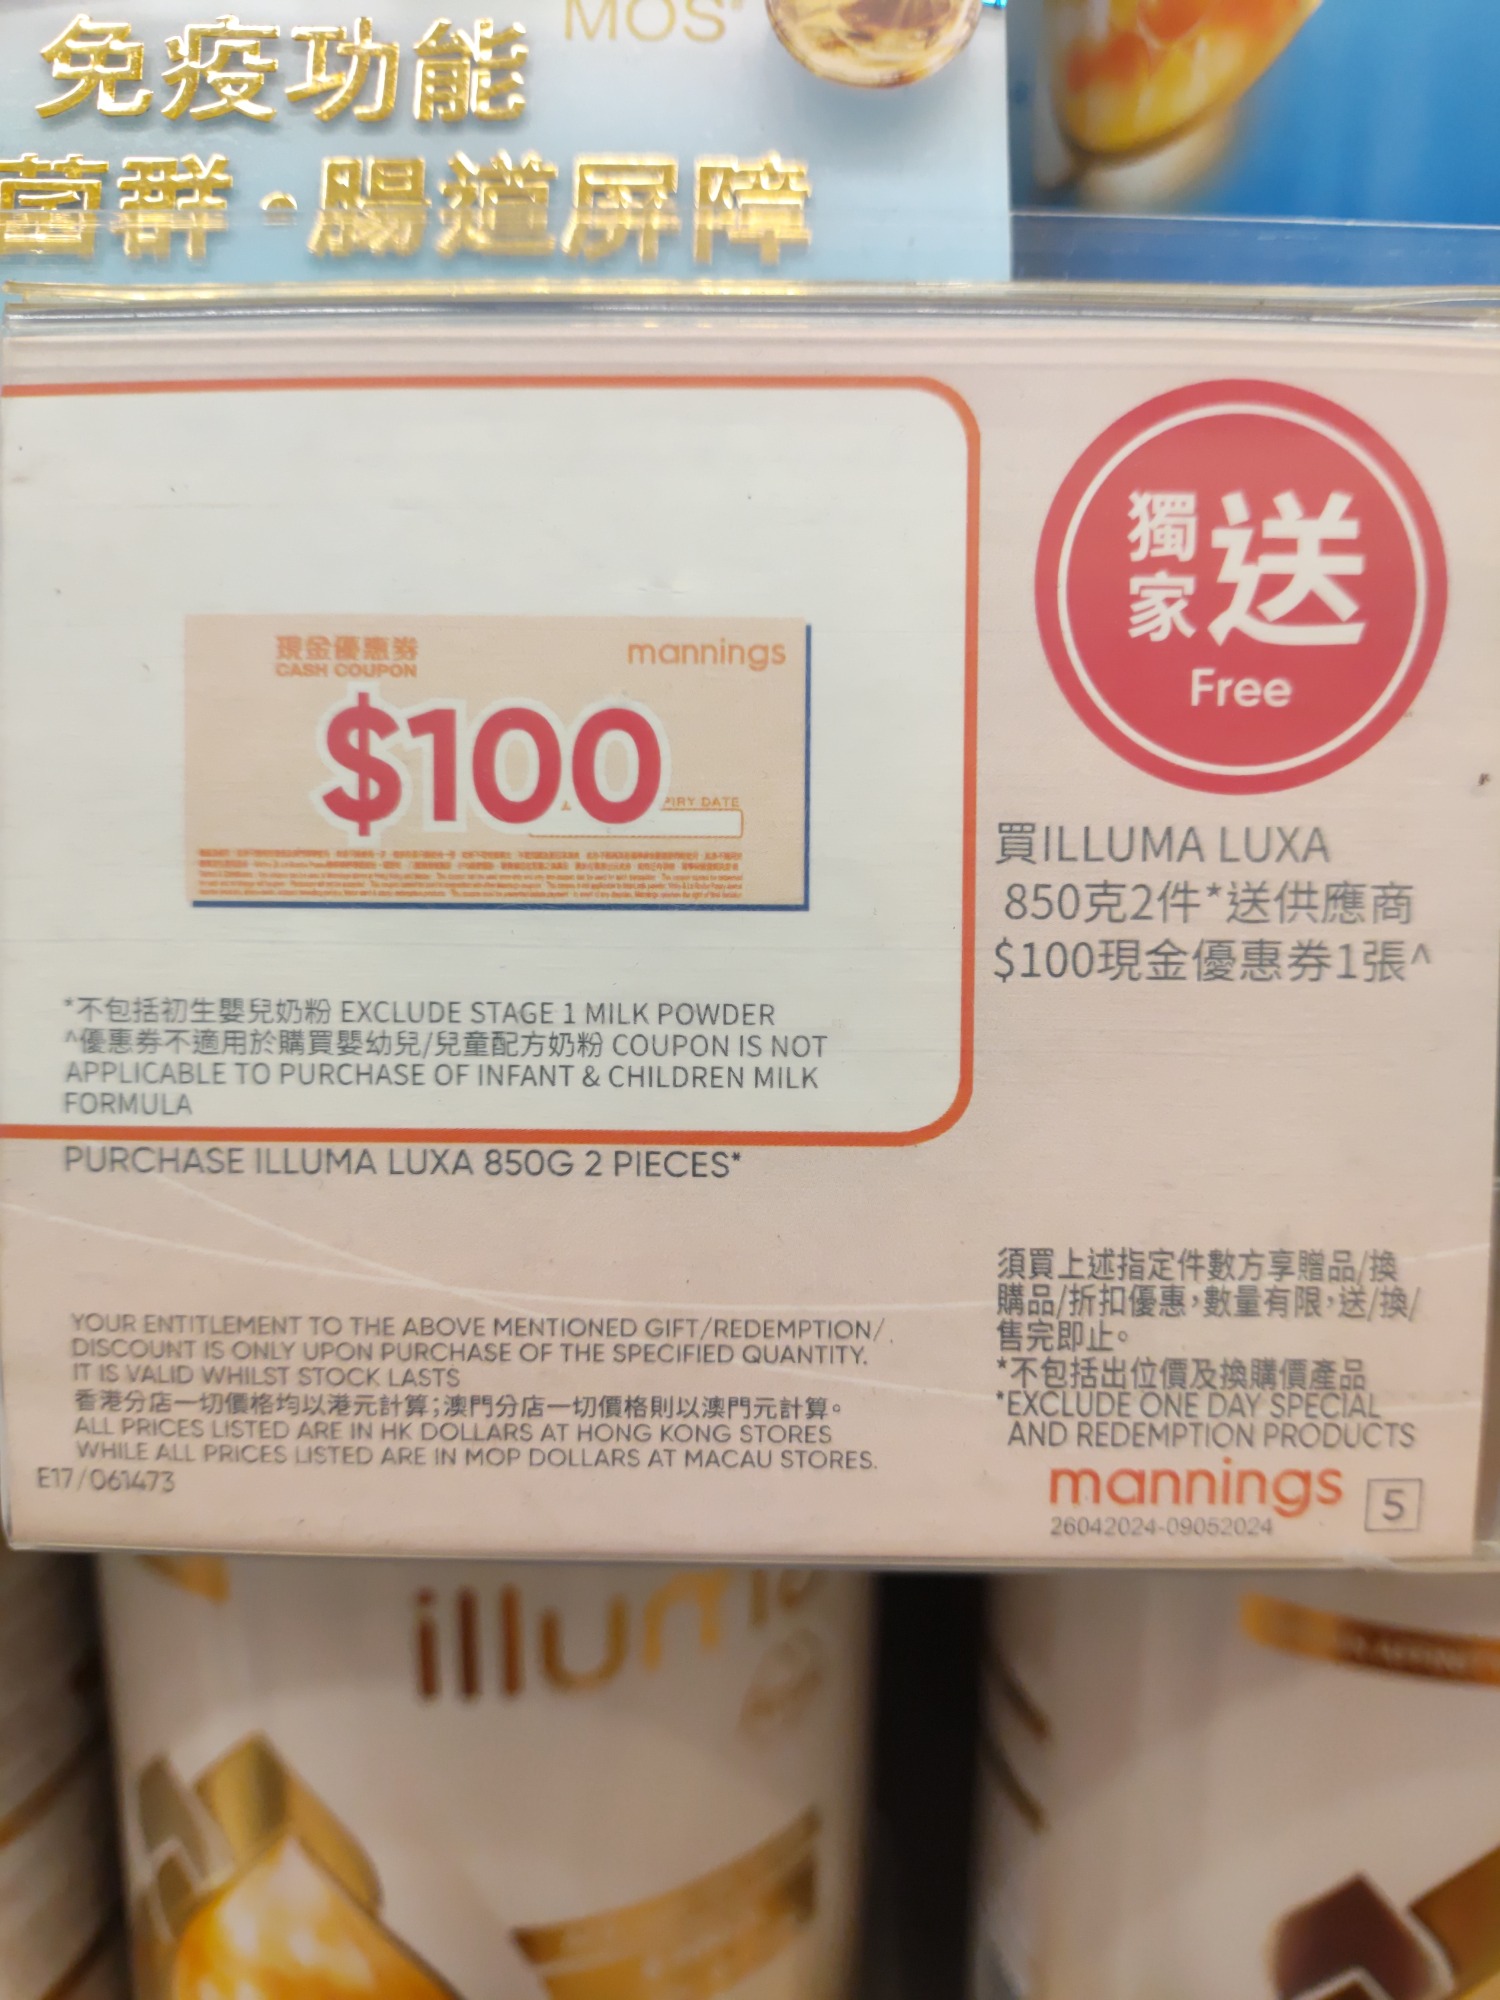 MOS
免疫功能
菌群·腸道屏障
現金優惠券
CASH COUPON
mannings
$100
PIRY DATE
*不包括初生嬰兒奶粉 EXCLUDE STAGE 1 MILK POWDER
^優惠券不適用於購買嬰幼兒/兒童配方奶粉 COUPON IS NOT
APPLICABLE TO PURCHASE OF INFANT & CHILDREN MILK
FORMULA
PURCHASE ILLUMA LUXA 850G 2 PIECES*
獨家
送
Free
買ILLUMA LUXA
850克2件*送供應商
$100現金優惠券1張^
YOUR ENTITLEMENT TO THE ABOVE MENTIONED GIFT/REDEMPTION/
DISCOUNT IS ONLY UPON PURCHASE OF THE SPECIFIED QUANTITY.
IT IS VALID WHILST STOCK LASTS
香港分店一切價格均以港元計算;澳門分店一切價格則以澳門元計算。
ALL PRICES LISTED ARE IN HK DOLLARS AT HONG KONG STORES
WHILE ALL PRICES LISTED ARE IN MOP DOLLARS AT MACAU STORES.
E17/061473
須買上述指定件數方享贈品/換
購品/折扣優惠,數量有限,送/換/
售完即止。
*不包括出位價及換購價產品
*EXCLUDE ONE DAY SPECIAL
AND REDEMPTION PRODUCTS
mannings
5
26042024-09052024
illuma